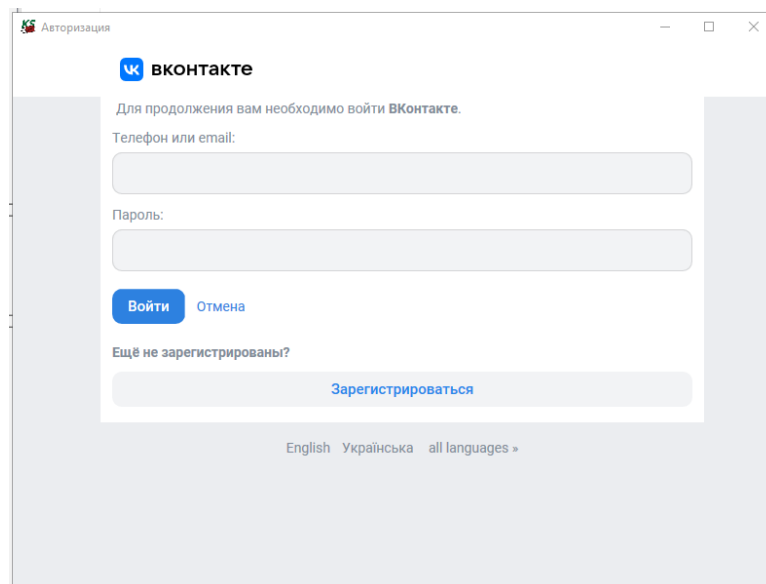 KS Авторизация
вконтакте
Для продолжения вам необходимо войти ВКонтакте.
Телефон или email:
Пароль:
Войти Отмена
Ещё не зарегистрированы?
Зарегистрироваться
English Українська all languages »